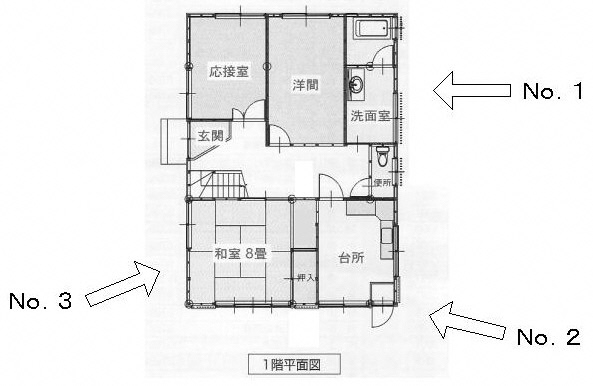 応接室
洋間
洗面室
No. 1
玄関
便所
和室 8畳
押入
台所
No. 3
No. 2
1階平面図